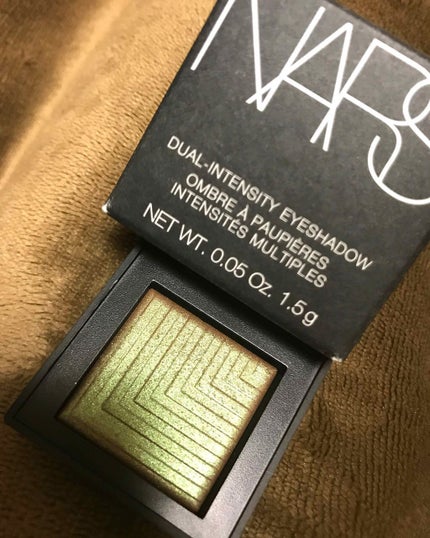 NARS
DUAL-INTENSITY EYESHADOW
OMBRE À PAUPIÈRES
INTENSITÉS MULTIPLES
NET WT. 0.05 OZ. 1.5 g